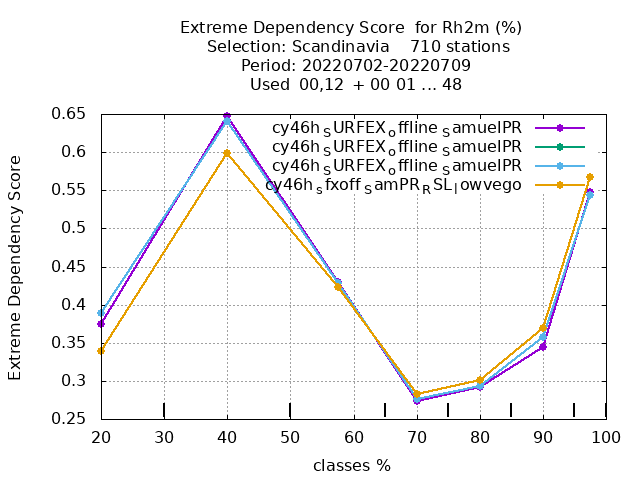 Extreme Dependency Score  for Rh2m (%)
Selection: Scandinavia    710 stations
Period: 20220702-20220709
Used  00,12  + 00 01 ... 48
Extreme Dependency Score
0.65
0.6
0.55
0.5
0.45
0.4
0.35
0.3
0.25
cy46h_SURFEX_offline_SamuelPR
cy46h_SURFEX_offline_SamuelPR
cy46h_SURFEX_offline_SamuelPR
cy46h_sfxoff_SamPR_RSL_lowvego
20 30 40 50 60 70 80 90 100
classes %